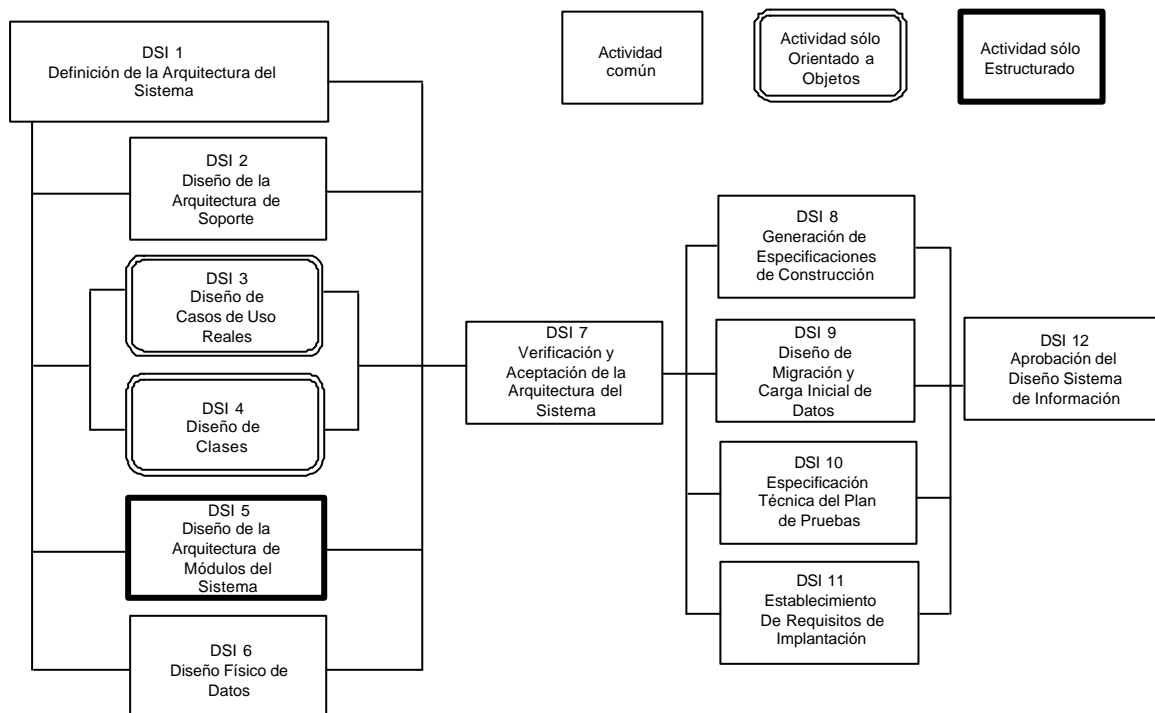 DSI 1
Definición de la Arquitectura del
Sistema
Actividad
común
Actividad sólo
Orientado a
Objetos
Actividad sólo
Estructurado
DSI 2
Diseño de la
Arquitectura de
Soporte
DSI 3
Diseño de
Casos de Uso
Reales
DSI 4
Diseño de
Clases
DSI 5
Diseño de la
Arquitectura de
Módulos del
Sistema
DSI 6
Diseño Físico de
Datos
DSI 7
Verificación y
Aceptación de la
Arquitectura del
Sistema
DSI 8
Generación de
Especificaciones
de Construcción
DSI 9
Diseño de
Migración y
Carga Inicial de
Datos
DSI 10
Especificación
Técnica del Plan
de Pruebas
DSI 11
Establecimiento
De Requisitos de
Implantación
DSI 12
Aprobación del
Diseño Sistema
de Información